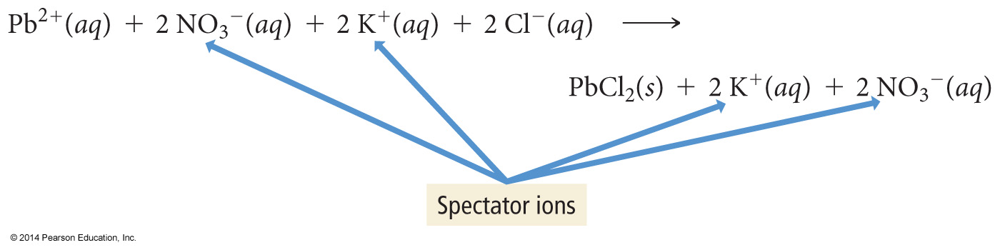 Pb²⁺(aq) + 2 NO₃⁻(aq) + 2 K⁺(aq) + 2 Cl⁻(aq) ⟶
PbCl₂(s) + 2 K⁺(aq) + 2 NO₃⁻(aq)
Spectator ions
© 2014 Pearson Education, Inc.